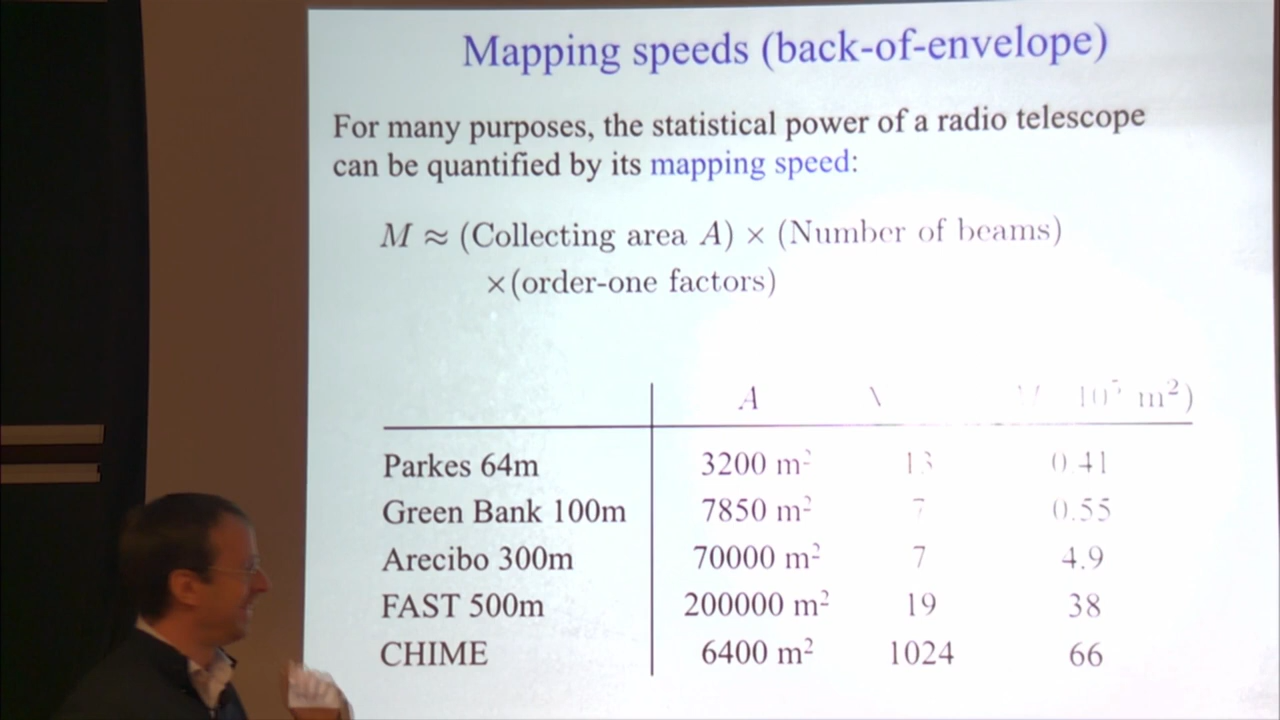 Mapping speeds (back-of-envelope)
For many purposes, the statistical power of a radio telescope
can be quantified by its mapping speed:
M ≈ (Collecting area A) × (Number of beams)
×(order-one factors)
A m²)
Parkes 64m 3200 m² 13 0.41
Green Bank 100m 7850 m² 7 0.55
Arecibo 300m 70000 m² 7 4.9
FAST 500m 200000 m² 19 38
CHIME 6400 m² 1024 66